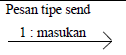 Pesan tipe send
1 : masukan